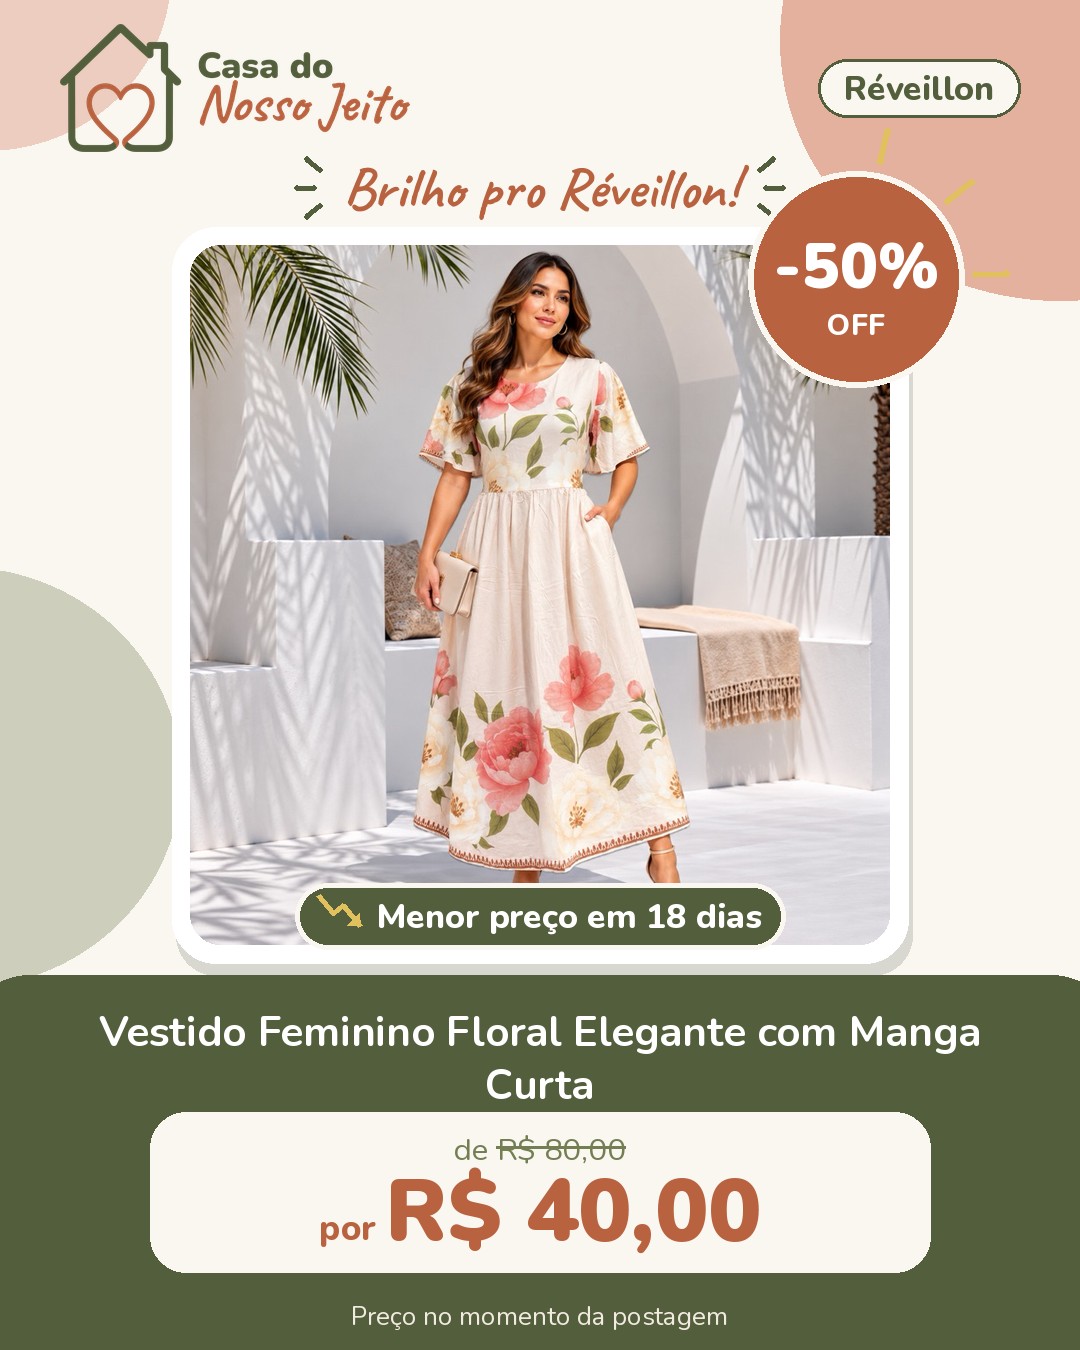 Casa do
Nosso Jeito
Réveillon
Brilho pro Réveillon!
-50%
OFF
Menor preço em 18 dias
Vestido Feminino Floral Elegante com Manga
Curta
de R$ 80,00
por R$ 40,00
Preço no momento da postagem